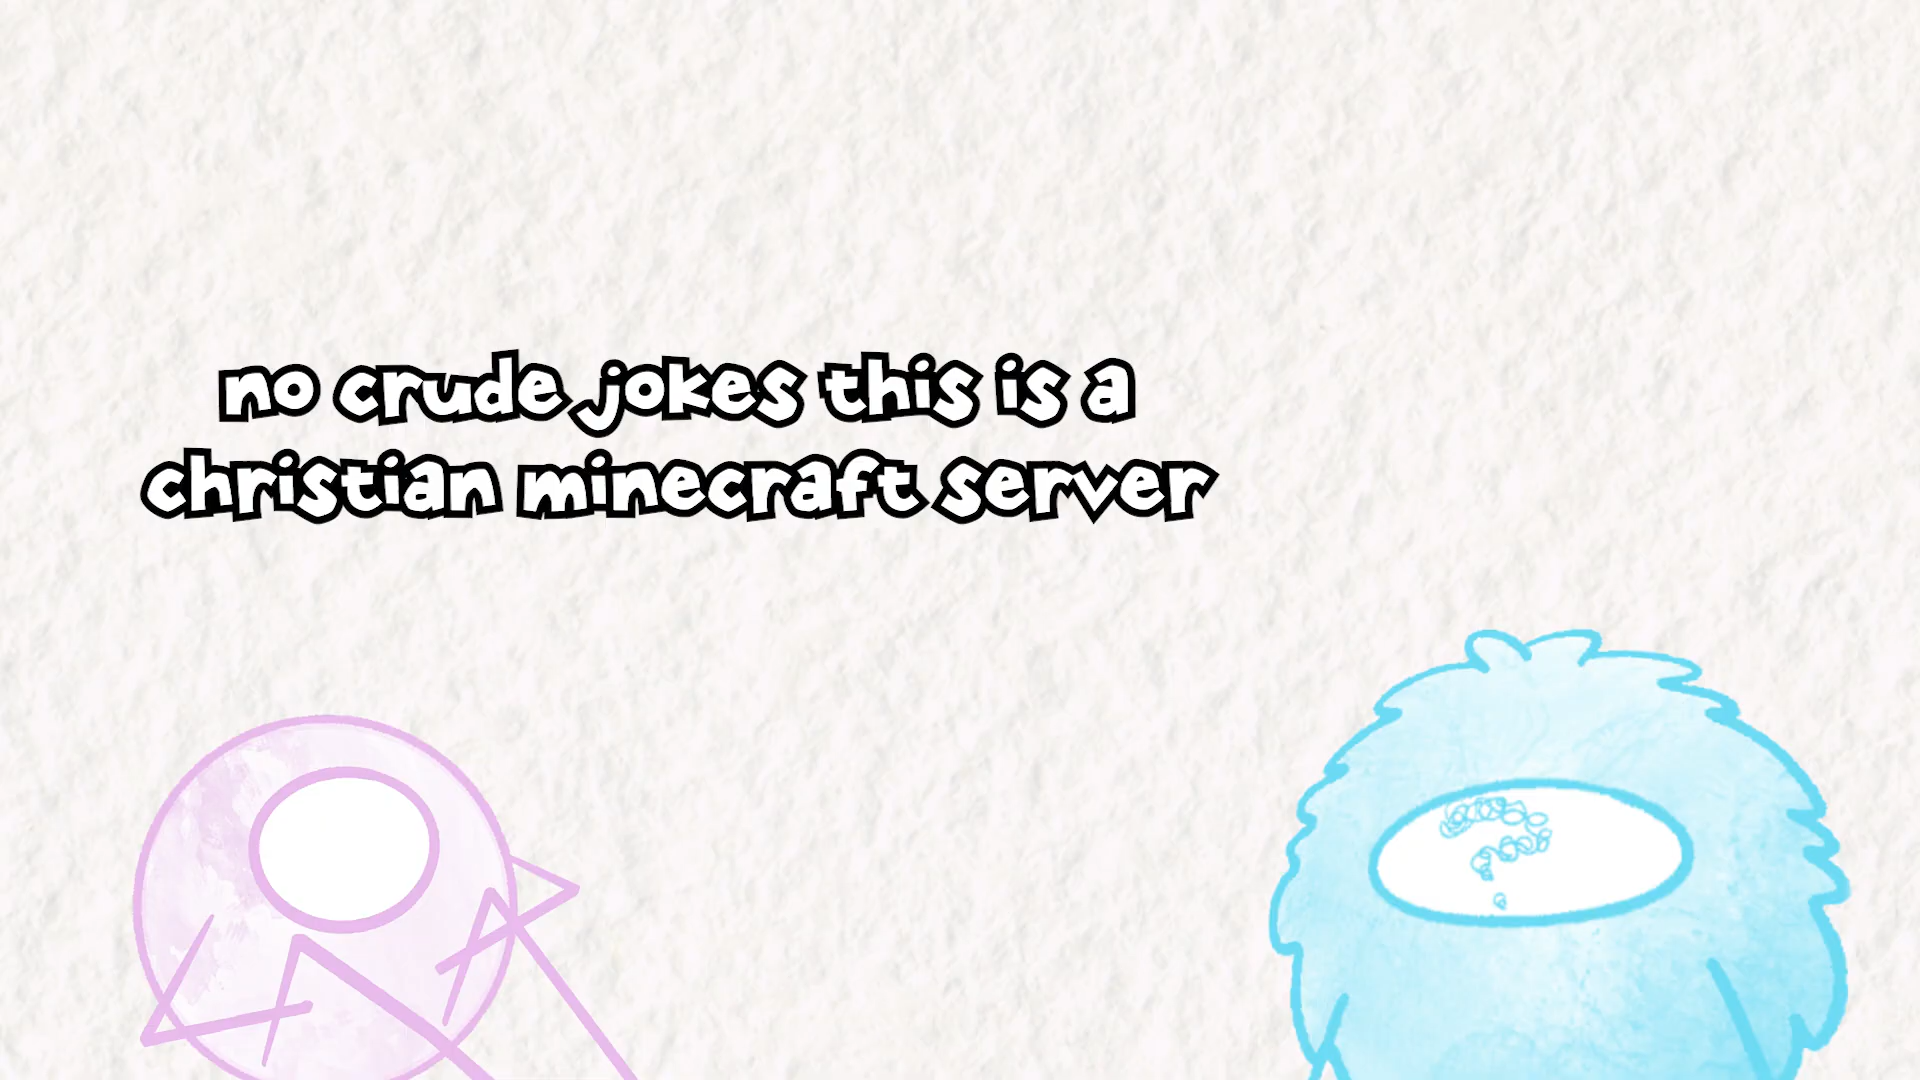 no crude jokes this is a
christian minecraft server
?